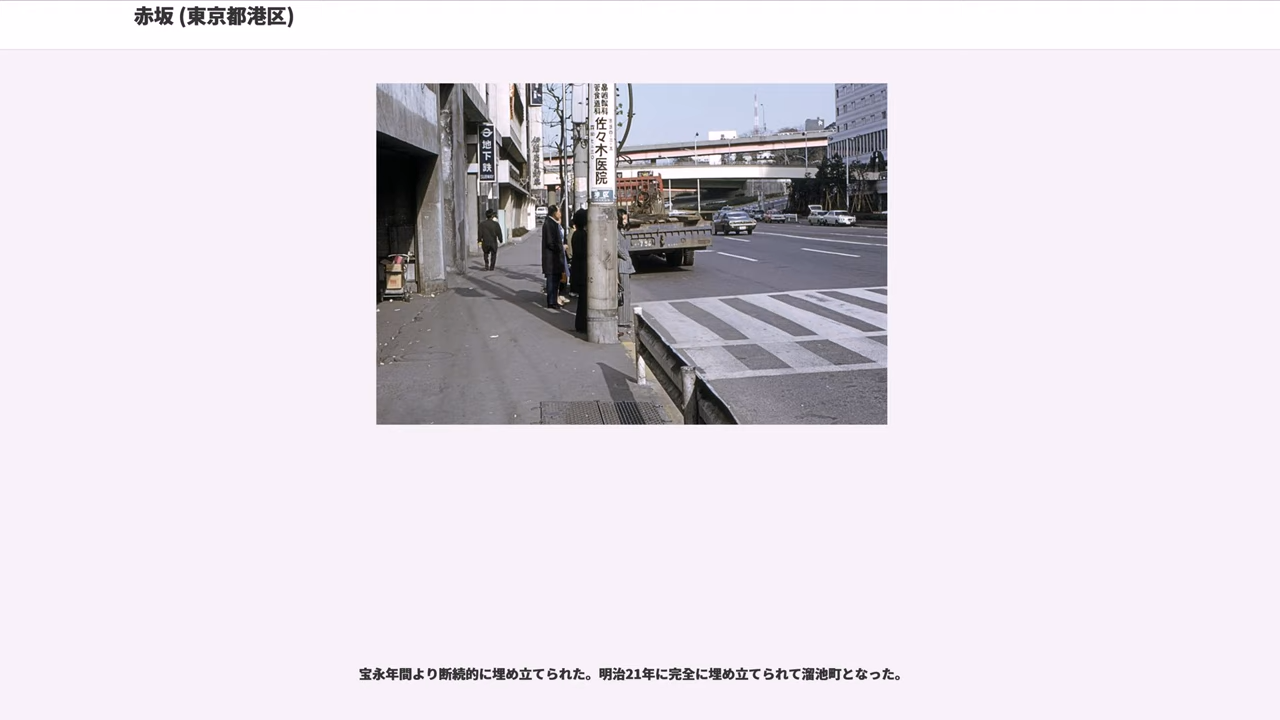 赤坂 (東京都港区)
地下鉄
SUBWAY
佐々木医院
宝永年間より断続的に埋め立てられた。明治21年に完全に埋め立てられて溜池町となった。